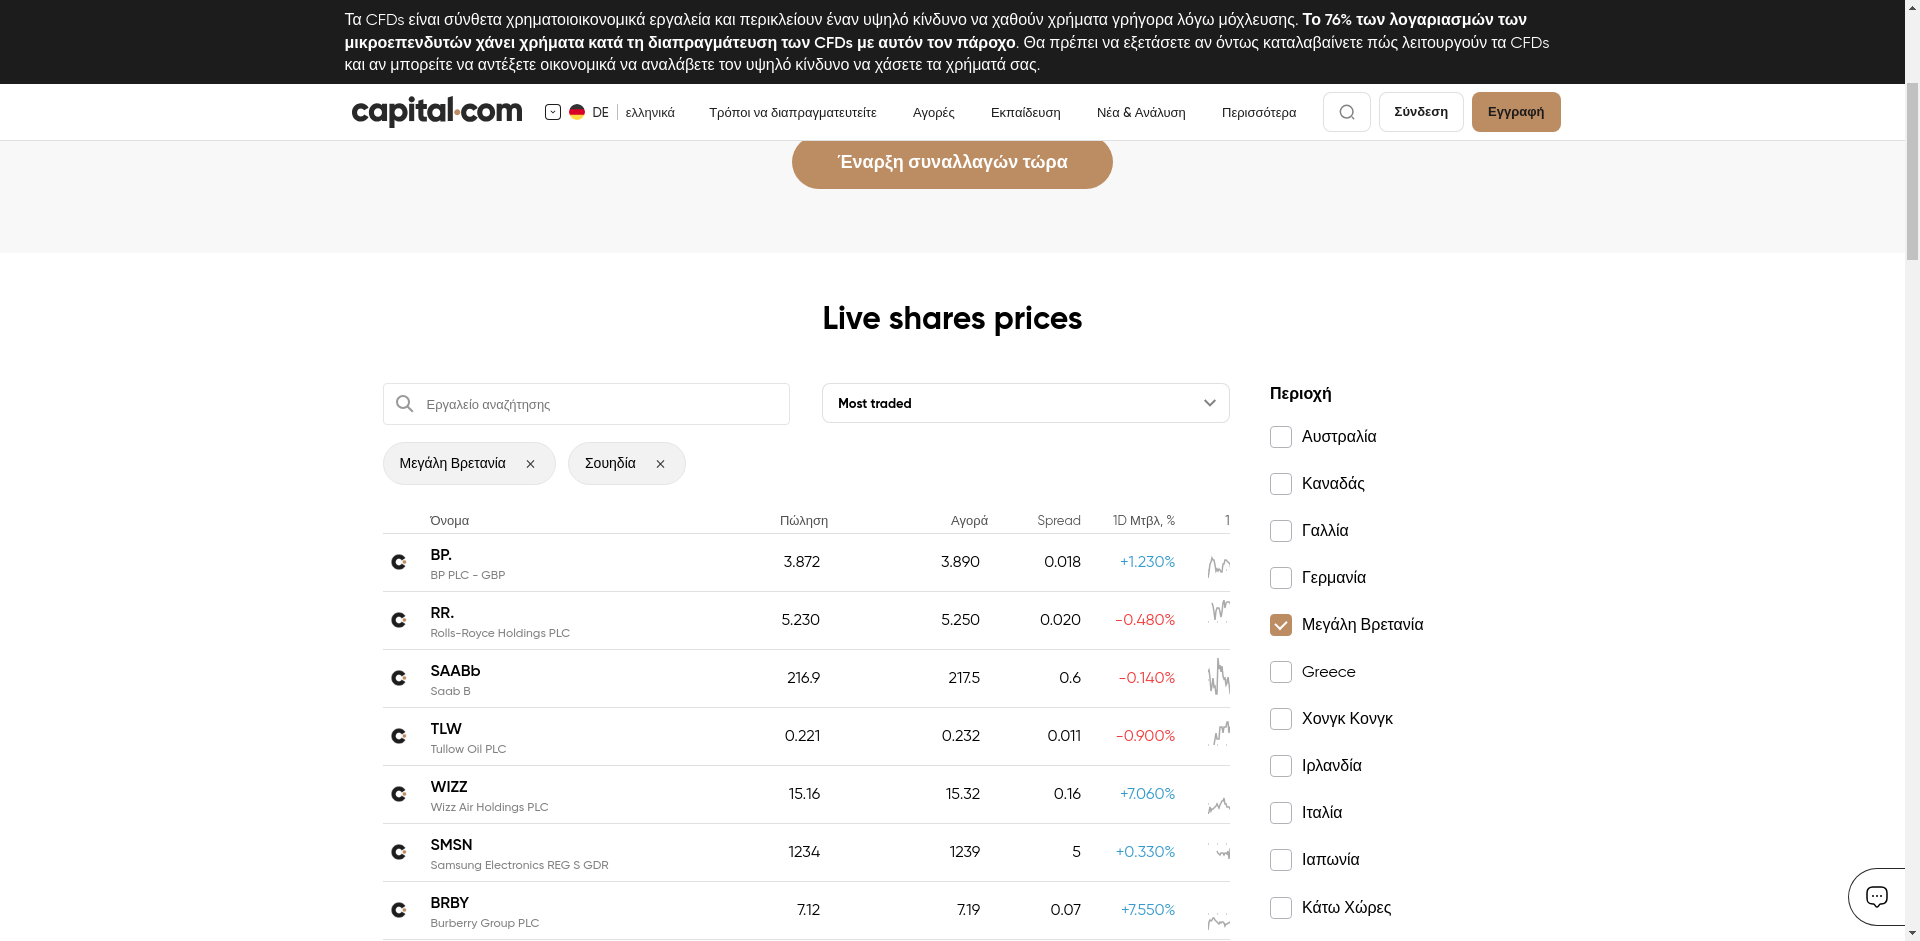 Τα CFDs είναι σύνθετα χρηματοιοικονομικά εργαλεία και περικλείουν έναν υψηλό κίνδυνο να χαθούν χρήματα γρήγορα λόγω μόχλευσης. Το 76% των λογαριασμών των
μικροεπενδυτών χάνει χρήματα κατά τη διαπραγμάτευση των CFDs με αυτόν τον πάροχο. Θα πρέπει να εξετάσετε αν όντως καταλαβαίνετε πώς λειτουργούν τα CFDs
και αν μπορείτε να αντέξετε οικονομικά να αναλάβετε τον υψηλό κίνδυνο να χάσετε τα χρήματά σας.
capital.com DE ελληνικά Τρόποι να διαπραγματευτείτε Αγορές Εκπαίδευση Νέα & Ανάλυση Περισσότερα Σύνδεση Εγγραφή
Έναρξη συναλλαγών τώρα
Live shares prices
Εργαλείο αναζήτησης
Most traded
Μεγάλη Βρετανία × Σουηδία ×
Όνομα Πώληση Αγορά Spread 1D Μτβλ, % 1
BP. 3.872 3.890 0.018 +1.230%
BP PLC - GBP
RR. 5.230 5.250 0.020 -0.480%
Rolls-Royce Holdings PLC
SAABb 216.9 217.5 0.6 -0.140%
Saab B
TLW 0.221 0.232 0.011 -0.900%
Tullow Oil PLC
WIZZ 15.16 15.32 0.16 +7.060%
Wizz Air Holdings PLC
SMSN 1234 1239 5 +0.330%
Samsung Electronics REG S GDR
BRBY 7.12 7.19 0.07 +7.550%
Burberry Group PLC
Περιοχή
Αυστραλία
Καναδάς
Γαλλία
Γερμανία
Μεγάλη Βρετανία
Greece
Χονγκ Κονγκ
Ιρλανδία
Ιταλία
Ιαπωνία
Κάτω Χώρες